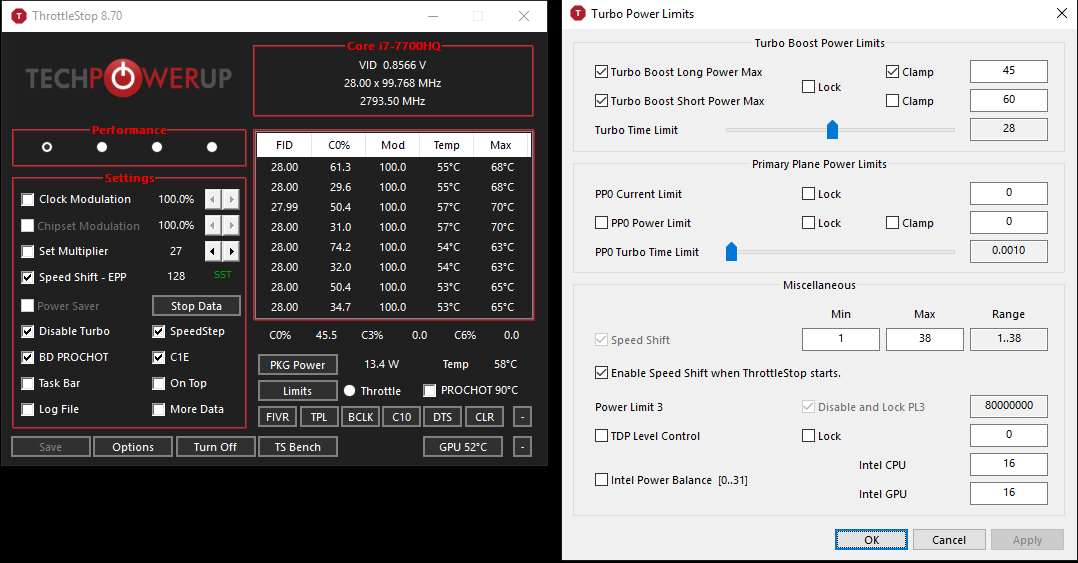 ThrottleStop 8.70
TECHPOWERUP
Core i7-7700HQ
VID 0.8566 V
28.00 x 99.768 MHz
2793.50 MHz
Performance
Settings
Clock Modulation 100.0%
Chipset Modulation 100.0%
Set Multiplier 27
Speed Shift - EPP 128 SST
Power Saver Stop Data
Disable Turbo SpeedStep
BD PROCHOT C1E
Task Bar On Top
Log File More Data
FID C0% Mod Temp Max
28.00 61.3 100.0 55°C 68°C
28.00 29.6 100.0 55°C 68°C
27.99 50.4 100.0 57°C 70°C
28.00 31.0 100.0 57°C 70°C
28.00 74.2 100.0 54°C 63°C
28.00 32.0 100.0 54°C 63°C
28.00 50.4 100.0 53°C 65°C
28.00 34.7 100.0 53°C 65°C
C0% 45.5 C3% 0.0 C6% 0.0
PKG Power 13.4 W Temp 58°C
Limits Throttle PROCHOT 90°C
FIVR TPL BCLK C10 DTS CLR -
Save Options Turn Off TS Bench GPU 52°C -
Turbo Power Limits
Turbo Boost Power Limits
Turbo Boost Long Power Max Clamp 45
Lock
Turbo Boost Short Power Max Clamp 60
Turbo Time Limit 28
Primary Plane Power Limits
PP0 Current Limit Lock 0
PP0 Power Limit Lock Clamp 0
PP0 Turbo Time Limit 0.0010
Miscellaneous
Min Max Range
Speed Shift 1 38 1..38
Enable Speed Shift when ThrottleStop starts.
Power Limit 3 Disable and Lock PL3 80000000
TDP Level Control Lock 0
Intel CPU 16
Intel Power Balance [0..31]
Intel GPU 16
OK Cancel Apply